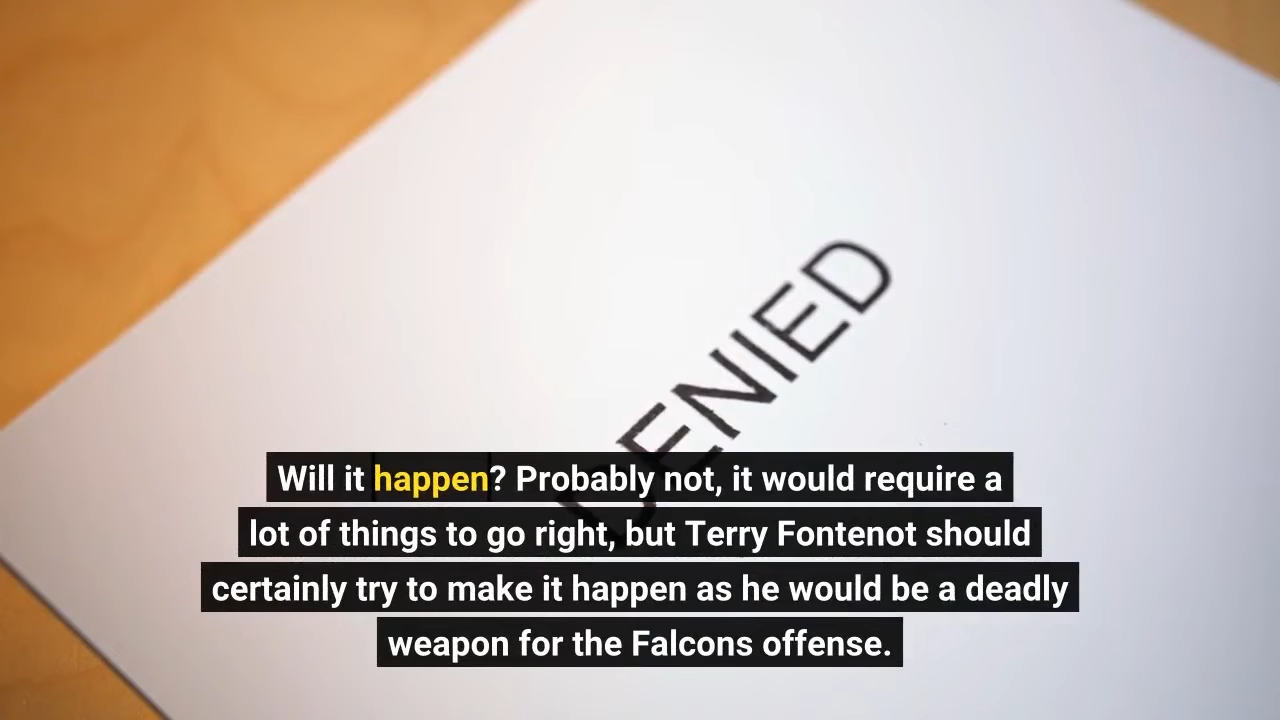 DENIED
Will it happen? Probably not, it would require a
lot of things to go right, but Terry Fontenot should
certainly try to make it happen as he would be a deadly
weapon for the Falcons offense.